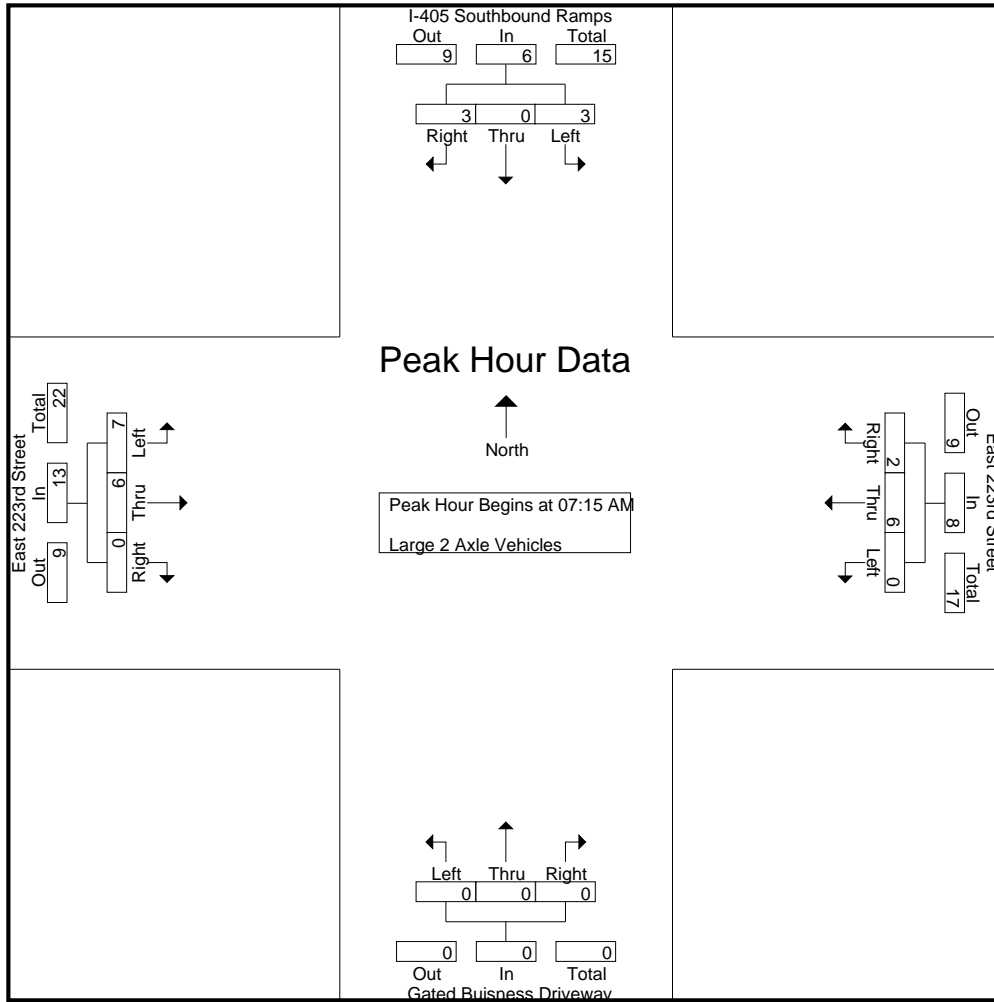 I-405 Southbound Ramps
Out In Total
9 6 15
3 0 3
Right Thru Left
Peak Hour Data
North
Peak Hour Begins at 07:15 AM
Large 2 Axle Vehicles
East 223rd Street
Out In Total
9 13 22
7 6 0
Left Thru Right
East 223rd Street
Out In Total
9 8 17
2 6 0
Right Thru Left
Left Thru Right
0 0 0
0 0 0
Out In Total
Gated Buisness Driveway